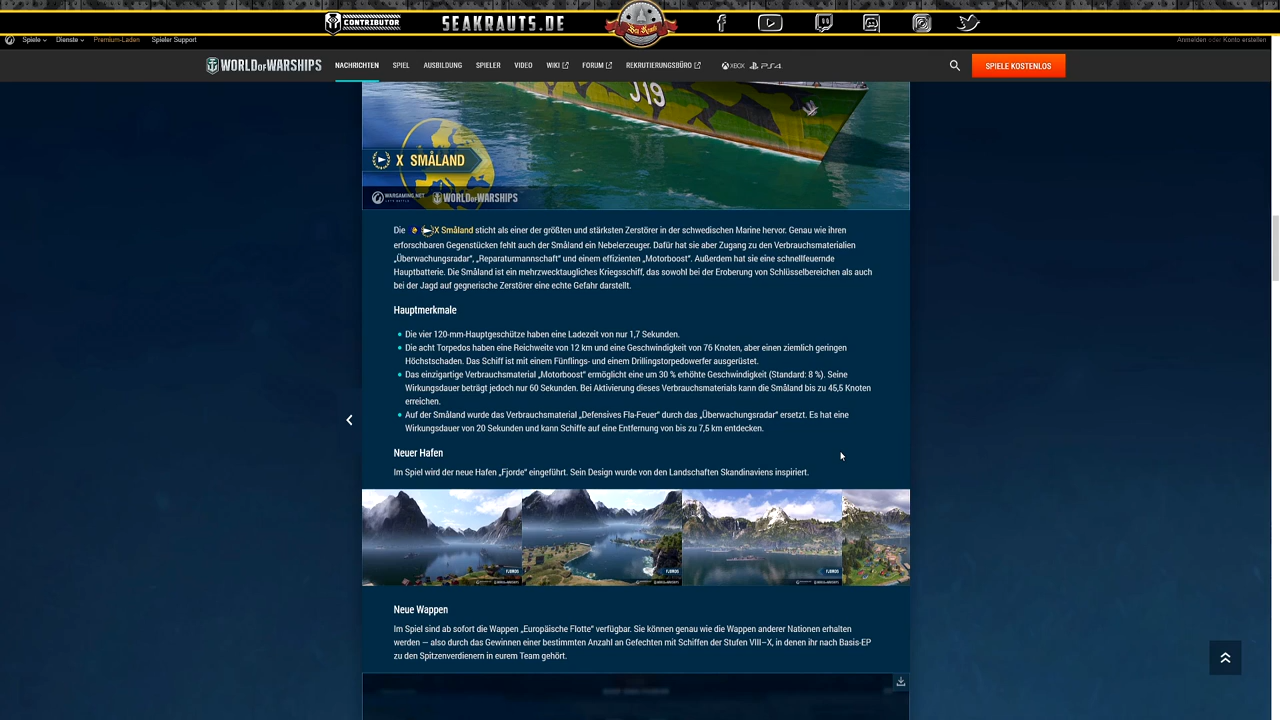 CONTRIBUTOR
SEAKRAUTS.DE
Sea Krauts
Spiele
Dienste
Premium-Laden
Spieler Support
Anmelden oder Konto erstellen
WORLD OF WARSHIPS
NACHRICHTEN
SPIEL
AUSBILDUNG
SPIELER
VIDEO
WIKI
FORUM
REKRUTIERUNGSBÜRO
XBOX
PS4
SPIELE KOSTENLOS
J19
X SMÅLAND
WARGAMING.NET
LET'S BATTLE
WORLD OF WARSHIPS
Die X Småland sticht als einer der größten und stärksten Zerstörer in der schwedischen Marine hervor. Genau wie ihren
erforschbaren Gegenstücken fehlt auch der Småland ein Nebelerzeuger. Dafür hat sie aber Zugang zu den Verbrauchsmaterialien
„Überwachungsradar“, „Reparaturmannschaft“ und einem effizienten „Motorboost“. Außerdem hat sie eine schnellfeuernde
Hauptbatterie. Die Småland ist ein mehrzwecktaugliches Kriegsschiff, das sowohl bei der Eroberung von Schlüsselbereichen als auch
bei der Jagd auf gegnerische Zerstörer eine echte Gefahr darstellt.
Hauptmerkmale
Die vier 120-mm-Hauptgeschütze haben eine Ladezeit von nur 1,7 Sekunden.
Die acht Torpedos haben eine Reichweite von 12 km und eine Geschwindigkeit von 76 Knoten, aber einen ziemlich geringen
Höchstschaden. Das Schiff ist mit einem Fünflings- und einem Drillingstorpedowerfer ausgerüstet.
Das einzigartige Verbrauchsmaterial „Motorboost“ ermöglicht eine um 30 % erhöhte Geschwindigkeit (Standard: 8 %). Seine
Wirkungsdauer beträgt jedoch nur 60 Sekunden. Bei Aktivierung dieses Verbrauchsmaterials kann die Småland bis zu 45,5 Knoten
erreichen.
Auf der Småland wurde das Verbrauchsmaterial „Defensives Fla-Feuer“ durch das „Überwachungsradar“ ersetzt. Es hat eine
Wirkungsdauer von 20 Sekunden und kann Schiffe auf eine Entfernung von bis zu 7,5 km entdecken.
Neuer Hafen
Im Spiel wird der neue Hafen „Fjorde“ eingeführt. Sein Design wurde von den Landschaften Skandinaviens inspiriert.
FJORDS
FJORDS
FJORDS
Neue Wappen
Im Spiel sind ab sofort die Wappen „Europäische Flotte“ verfügbar. Sie können genau wie die Wappen anderer Nationen erhalten
werden — also durch das Gewinnen einer bestimmten Anzahl an Gefechten mit Schiffen der Stufen VIII–X, in denen ihr nach Basis-EP
zu den Spitzenverdienern in eurem Team gehört.